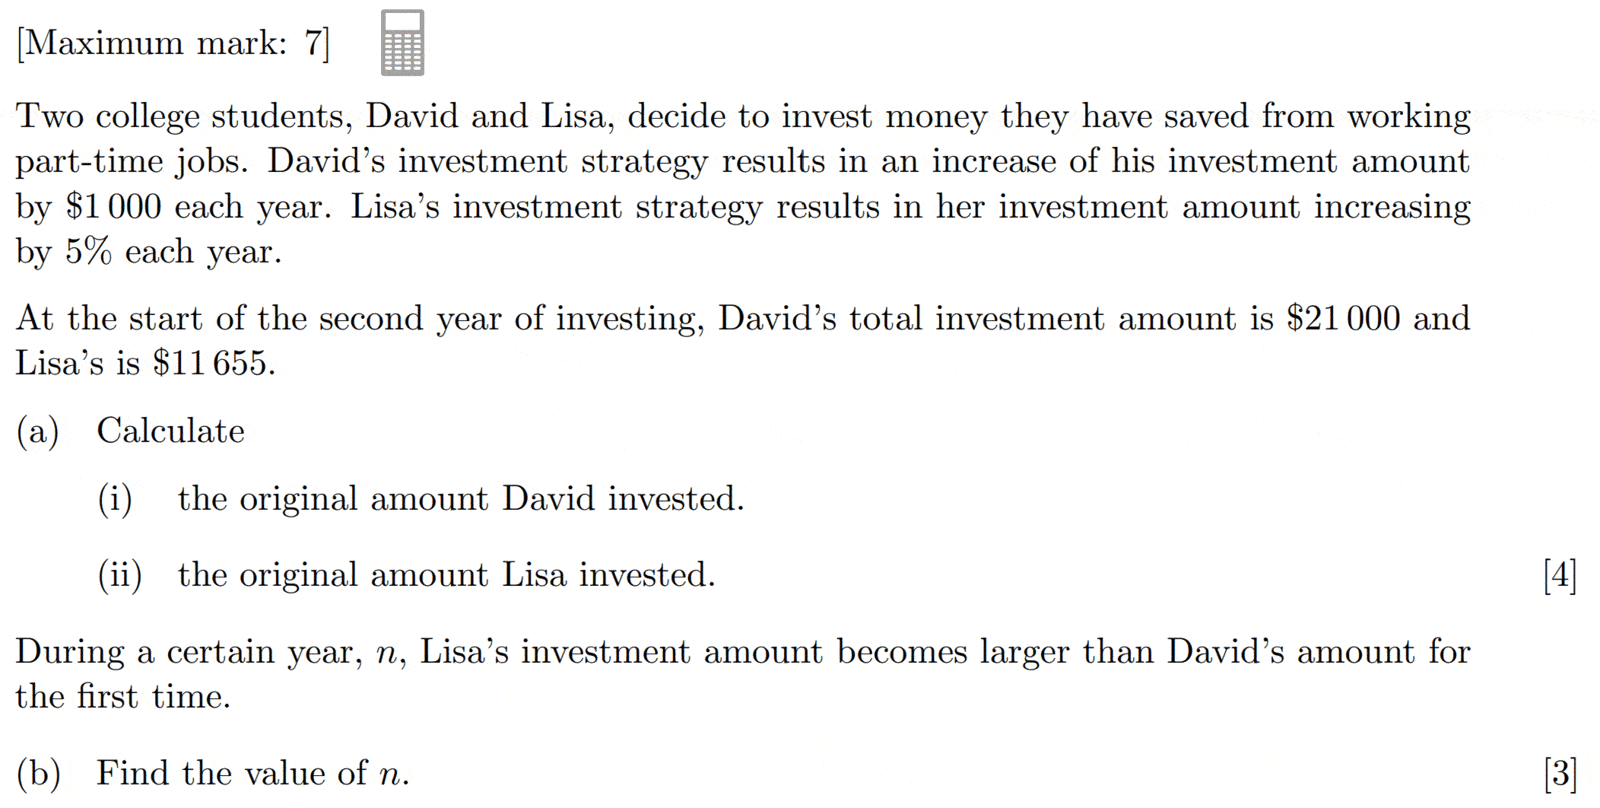 [Maximum mark: 7]
Two college students, David and Lisa, decide to invest money they have saved from working
part-time jobs. David's investment strategy results in an increase of his investment amount
by $1 000 each year. Lisa's investment strategy results in her investment amount increasing
by 5% each year.
At the start of the second year of investing, David's total investment amount is $21 000 and
Lisa's is $11 655.
(a) Calculate
(i) the original amount David invested.
(ii) the original amount Lisa invested. [4]
During a certain year, n, Lisa's investment amount becomes larger than David's amount for
the first time.
(b) Find the value of n. [3]